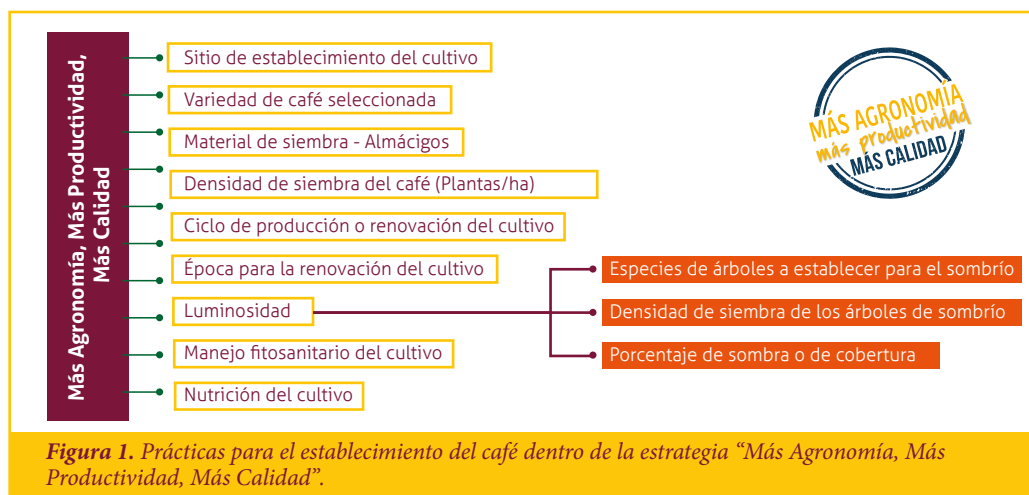 Más Agronomía, Más Productividad,
Más Calidad
Sitio de establecimiento del cultivo
Variedad de café seleccionada
Material de siembra - Almácigos
Densidad de siembra del café (Plantas/ha)
Ciclo de producción o renovación del cultivo
Época para la renovación del cultivo
Luminosidad
Manejo fitosanitario del cultivo
Nutrición del cultivo
MÁS AGRONOMÍA
más productividad
MÁS CALIDAD
Especies de árboles a establecer para el sombrío
Densidad de siembra de los árboles de sombrío
Porcentaje de sombra o de cobertura
Figura 1. Prácticas para el establecimiento del café dentro de la estrategia “Más Agronomía, Más
Productividad, Más Calidad”.